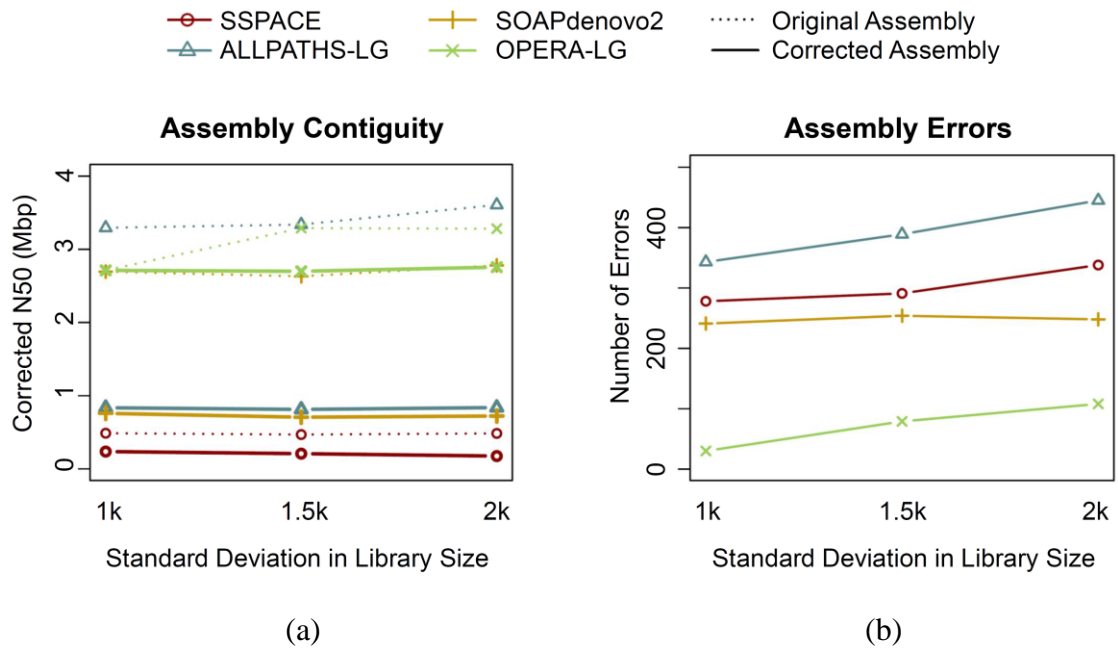 SSPACE SOAPdenovo2 Original Assembly
ALLPATHS-LG OPERA-LG Corrected Assembly
Assembly Contiguity
Corrected N50 (Mbp)
4
3
2
1
0
1k 1.5k 2k
Standard Deviation in Library Size
(a)
Assembly Errors
Number of Errors
400
200
0
1k 1.5k 2k
Standard Deviation in Library Size
(b)